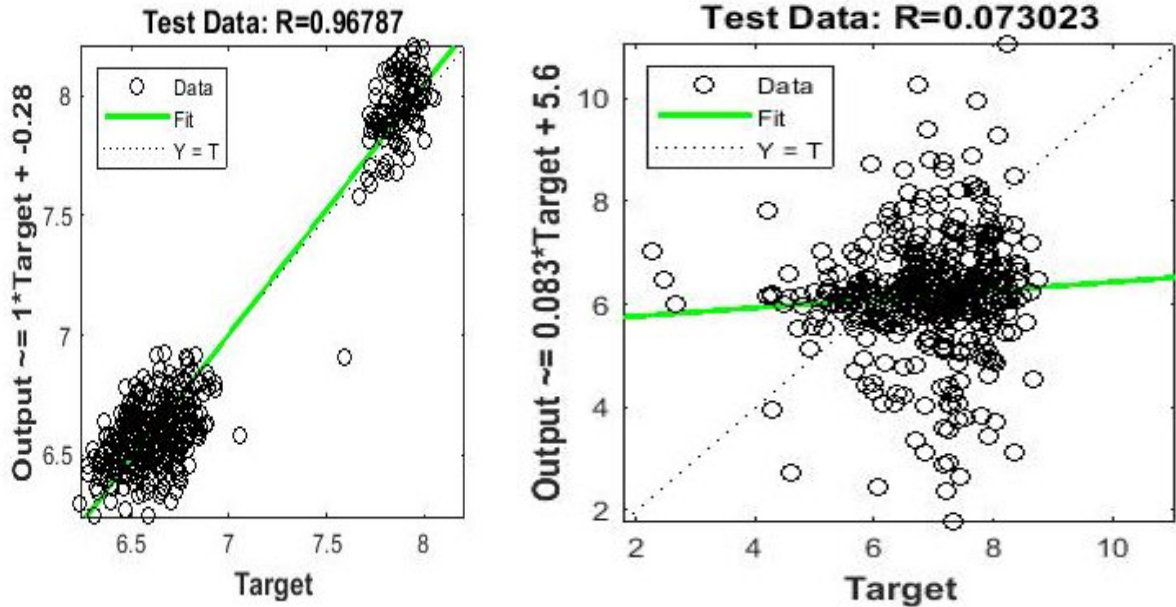 Test Data: R=0.96787
Output ~= 1*Target + -0.28
8
7.5
7
6.5
Data
Fit
Y = T
6.5
7
7.5
8
Target
Test Data: R=0.073023
Output ~= 0.083*Target + 5.6
10
8
6
4
2
Data
Fit
Y = T
2
4
6
8
10
Target